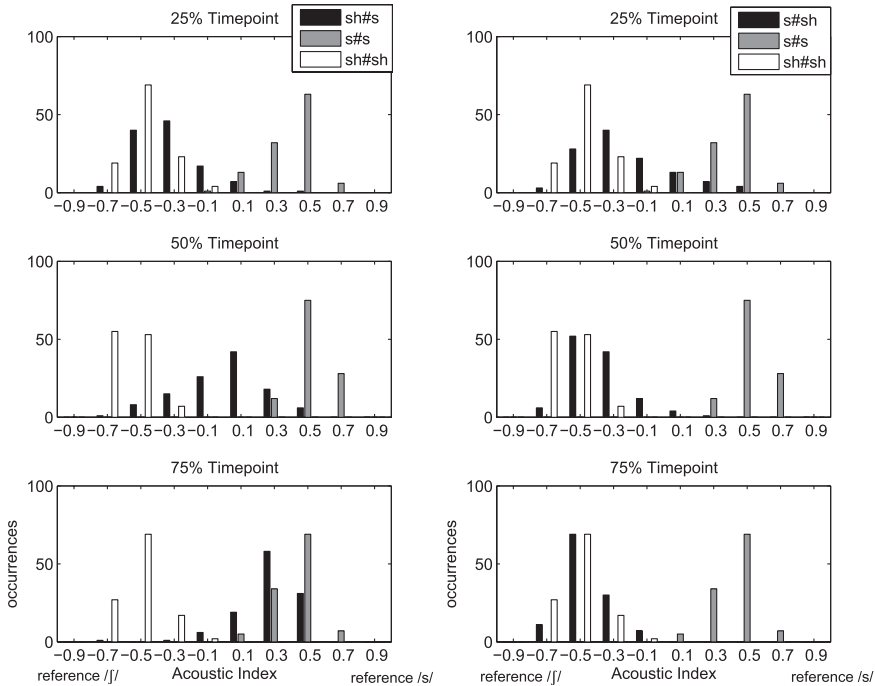 25% Timepoint
sh#s
s#s
sh#sh
100
50
0
−0.9 −0.7 −0.5 −0.3 −0.1 0.1 0.3 0.5 0.7 0.9
25% Timepoint
s#sh
s#s
sh#sh
100
50
0
−0.9 −0.7 −0.5 −0.3 −0.1 0.1 0.3 0.5 0.7 0.9
50% Timepoint
100
50
0
−0.9 −0.7 −0.5 −0.3 −0.1 0.1 0.3 0.5 0.7 0.9
50% Timepoint
100
50
0
−0.9 −0.7 −0.5 −0.3 −0.1 0.1 0.3 0.5 0.7 0.9
75% Timepoint
occurrences
100
50
0
−0.9 −0.7 −0.5 −0.3 −0.1 0.1 0.3 0.5 0.7 0.9
reference /ʃ/ Acoustic Index reference /s/
75% Timepoint
occurrences
100
50
0
−0.9 −0.7 −0.5 −0.3 −0.1 0.1 0.3 0.5 0.7 0.9
reference /ʃ/ Acoustic Index reference /s/